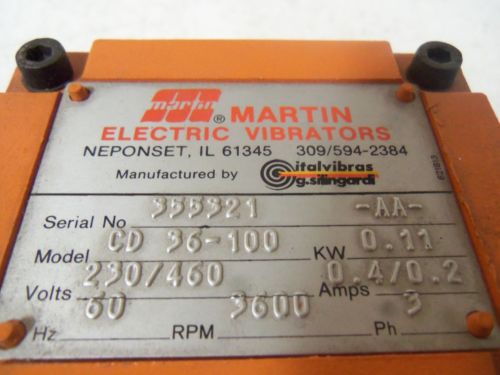 martin ® MARTIN
ELECTRIC VIBRATORS
NEPONSET, IL 61345 309/594-2384
Manufactured by italvibras
g.silingardi
Serial No 355321 -AA-
Model CD 36-100 KW 0.11
Volts 230/460 Amps 0.4/0.2
Hz 60 RPM 3600 Ph 3